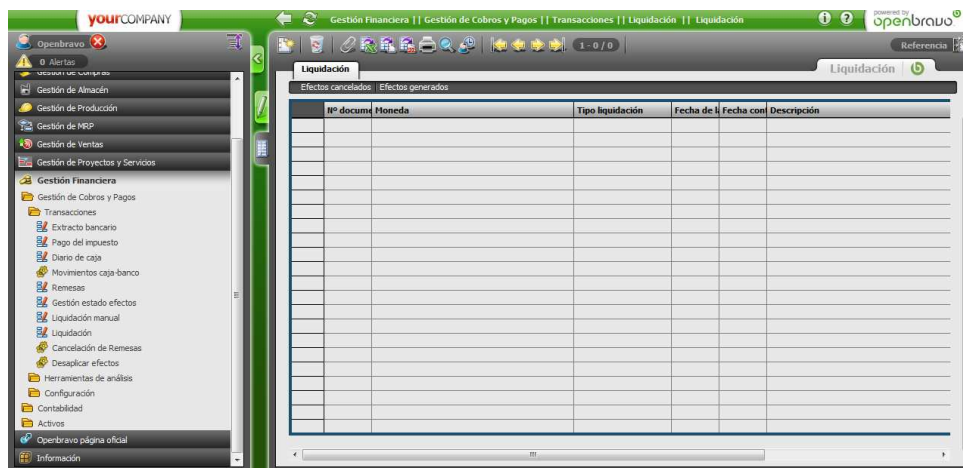 yourCOMPANY
Gestión Financiera || Gestión de Cobros y Pagos || Transacciones || Liquidación || Liquidación
powered by
openbravo
Openbravo
1 - 0 / 0
Referencia
0 Alertas
Gestión de Compras
Liquidación
Liquidación
Efectos cancelados
Efectos generados
Nº docume
Moneda
Tipo liquidación
Fecha de l
Fecha cont
Descripción
Gestión de Almacén
Gestión de Producción
Gestión de MRP
Gestión de Ventas
Gestión de Proyectos y Servicios
Gestión Financiera
Gestión de Cobros y Pagos
Transacciones
Extracto bancario
Pago del impuesto
Diario de caja
Movimientos caja-banco
Remesas
Gestión estado efectos
Liquidación manual
Liquidación
Cancelación de Remesas
Desaplicar efectos
Herramientas de análisis
Configuración
Contabilidad
Activos
Openbravo página oficial
Información